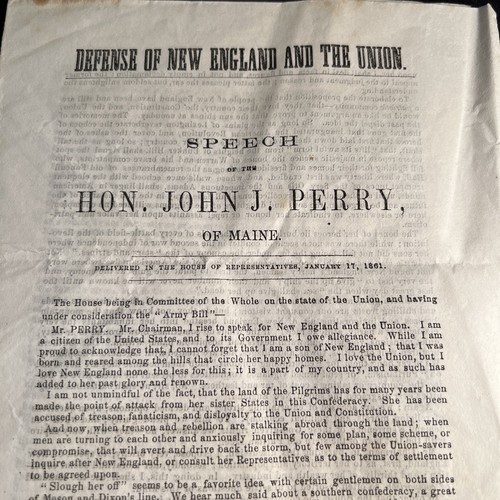 DEFENSE OF NEW ENGLAND AND THE UNION.
SPEECH
OF THE
HON. JOHN J. PERRY,
OF MAINE.
DELIVERED IN THE HOUSE OF REPRESENTATIVES, JANUARY 17, 1861.
The House being in Committee of the Whole on the state of the Union, and having
under consideration the "Army Bill"—
Mr. PERRY. Mr. Chairman, I rise to speak for New England and the Union. I am
a citizen of the United States, and to its Government I owe allegiance. While I am
proud to acknowledge that, I cannot forget that I am a son of New England; that I was
born and reared among the hills that circle her happy homes. I love the Union, but I
love New England none the less for this; it is a part of my country, and as such has
added to her past glory and renown.
I am not unmindful of the fact, that the land of the Pilgrims has for many years been
made the point of attack from her sister States in this Confederacy. She has been
accused of treason, fanaticism, and disloyalty to the Union and Constitution.
And now, when treason and rebellion are stalking abroad through the land; when
men are turning to each other and anxiously inquiring for some plan, some scheme, or
compromise, that will avert and drive back the storm, but few among the Union-savers
inquire after New England, or consult her Representatives as to the terms of settlement
to be agreed upon.
"Slough her off" seems to be a favorite idea with certain gentlemen on both sides
of Mason and Dixon's line. We hear much said about a southern confederacy, a great